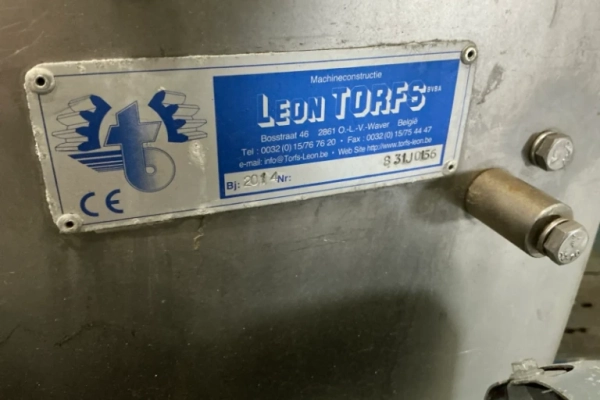 Machineconstructie
LEON TORFS BVBA
Bosstraat 46 2861 O.-L.-V.-Waver België
Tel : 0032 (0) 15/76 76 20 • Fax : 0032 (0) 15/75 44 47
e-mail: info@Torfs-Leon.be • Web Site http://www.torfs-leon.be
Bj: 2014 Nr: 831J0156
t
CE